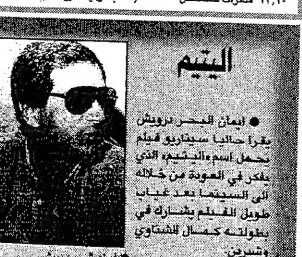 اليتيم
● إيمان البحر درويش
يقرأ حاليا سيناريو فيلم
يحمل اسم «اليتيم» الذي
يفكر في العودة من خلاله
إلى السينما بعد غياب
طويل الفيلم يشارك في
بطولته كمال الشناوي
وشيرين.